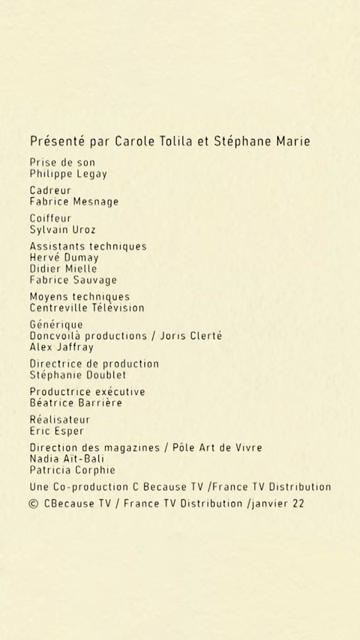 Présenté par Carole Tolila et Stéphane Marie
Prise de son
Philippe Legay
Cadreur
Fabrice Mesnage
Coiffeur
Sylvain Uroz
Assistants techniques
Hervé Dumay
Didier Mielle
Fabrice Sauvage
Moyens techniques
Centreville Télévision
Générique
Doncvoilà productions / Joris Clerté
Alex Jaffray
Directrice de production
Stéphanie Doublet
Productrice exécutive
Béatrice Barrière
Réalisateur
Eric Esper
Direction des magazines / Pôle Art de Vivre
Nadia Aït-Bali
Patricia Corphie
Une Co-production C Because TV /France TV Distribution
© CBecause TV / France TV Distribution /janvier 22